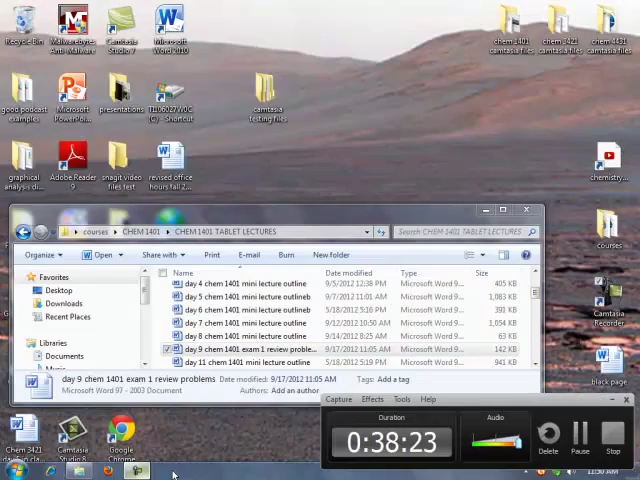 Recycle Bin
Malwarebytes
Anti-Malware
Camtasia
Studio 7
Microsoft
Word 2010
chem 1401
camtasia files
chem 3421
camtasia files
chem 4431
camtasia files
good podcast
examples
Microsoft
PowerPoi...
presentations
(C) - Shortcut
camtasia
testing files
graphical
analysis di...
Adobe Reader
9
snagit video
files test
revised office
hours fall 2...
chemistry...
courses
Camtasia
Recorder
black page
courses
CHEM 1401
CHEM 1401 TABLET LECTURES
Search CHEM 1401 TABLET LECTURES
Organize
Open
Share with
Print
E-mail
Burn
New folder
Favorites
Desktop
Downloads
Recent Places
Libraries
Documents
Name
Date modified
Type
Size
day 4 chem 1401 mini lecture outline 9/5/2012 12:38 PM Microsoft Word 9... 405 KB
day 5 chem 1401 mini lecture outlineb 9/7/2012 11:01 AM Microsoft Word 9... 1,083 KB
day 6 chem 1401 mini lecture outlineb 5/18/2012 5:16 PM Microsoft Word 9... 391 KB
day 7 chem 1401 mini lecture outline 9/12/2012 10:50 AM Microsoft Word 9... 1,054 KB
day 8 chem 1401 mini lecture outline 9/14/2012 8:25 AM Microsoft Word 9... 63 KB
day 9 chem 1401 exam 1 review proble... 9/17/2012 11:05 AM Microsoft Word 9... 142 KB
day 11 chem 1401 mini lecture outline 5/18/2012 5:19 PM Microsoft Word 9... 941 KB
day 9 chem 1401 exam 1 review problems Date modified: 9/17/2012 11:05 AM Tags: Add a tag
Microsoft Word 97 - 2003 Document Authors: Add an author
Capture Effects Tools Help
Duration
0:38:23
Audio
Delete
Pause
Stop
Chem 3421
Camtasia
Studio 8
Google
Chrome
11:50 AM